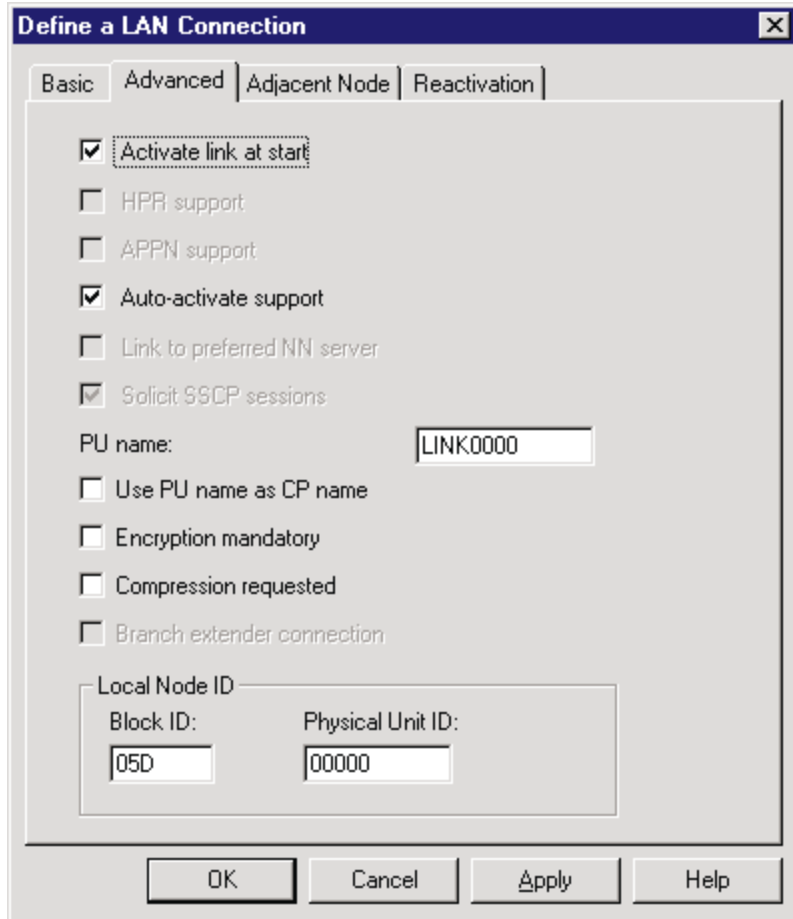 Define a LAN Connection
Basic Advanced Adjacent Node Reactivation
Activate link at start
HPR support
APPN support
Auto-activate support
Link to preferred NN server
Solicit SSCP sessions
PU name: LINK0000
Use PU name as CP name
Encryption mandatory
Compression requested
Branch extender connection
Local Node ID
Block ID: Physical Unit ID:
05D 00000
OK Cancel Apply Help